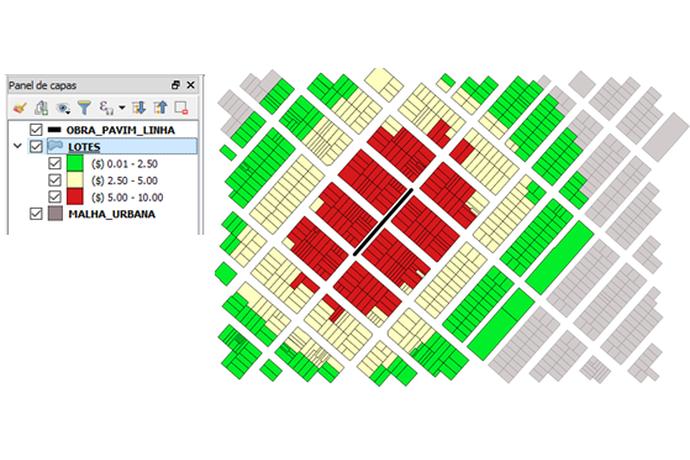 Panel de capas
OBRA_PAVIM_LINHA
LOTES
($) 0.01 - 2.50
($) 2.50 - 5.00
($) 5.00 - 10.00
MALHA_URBANA